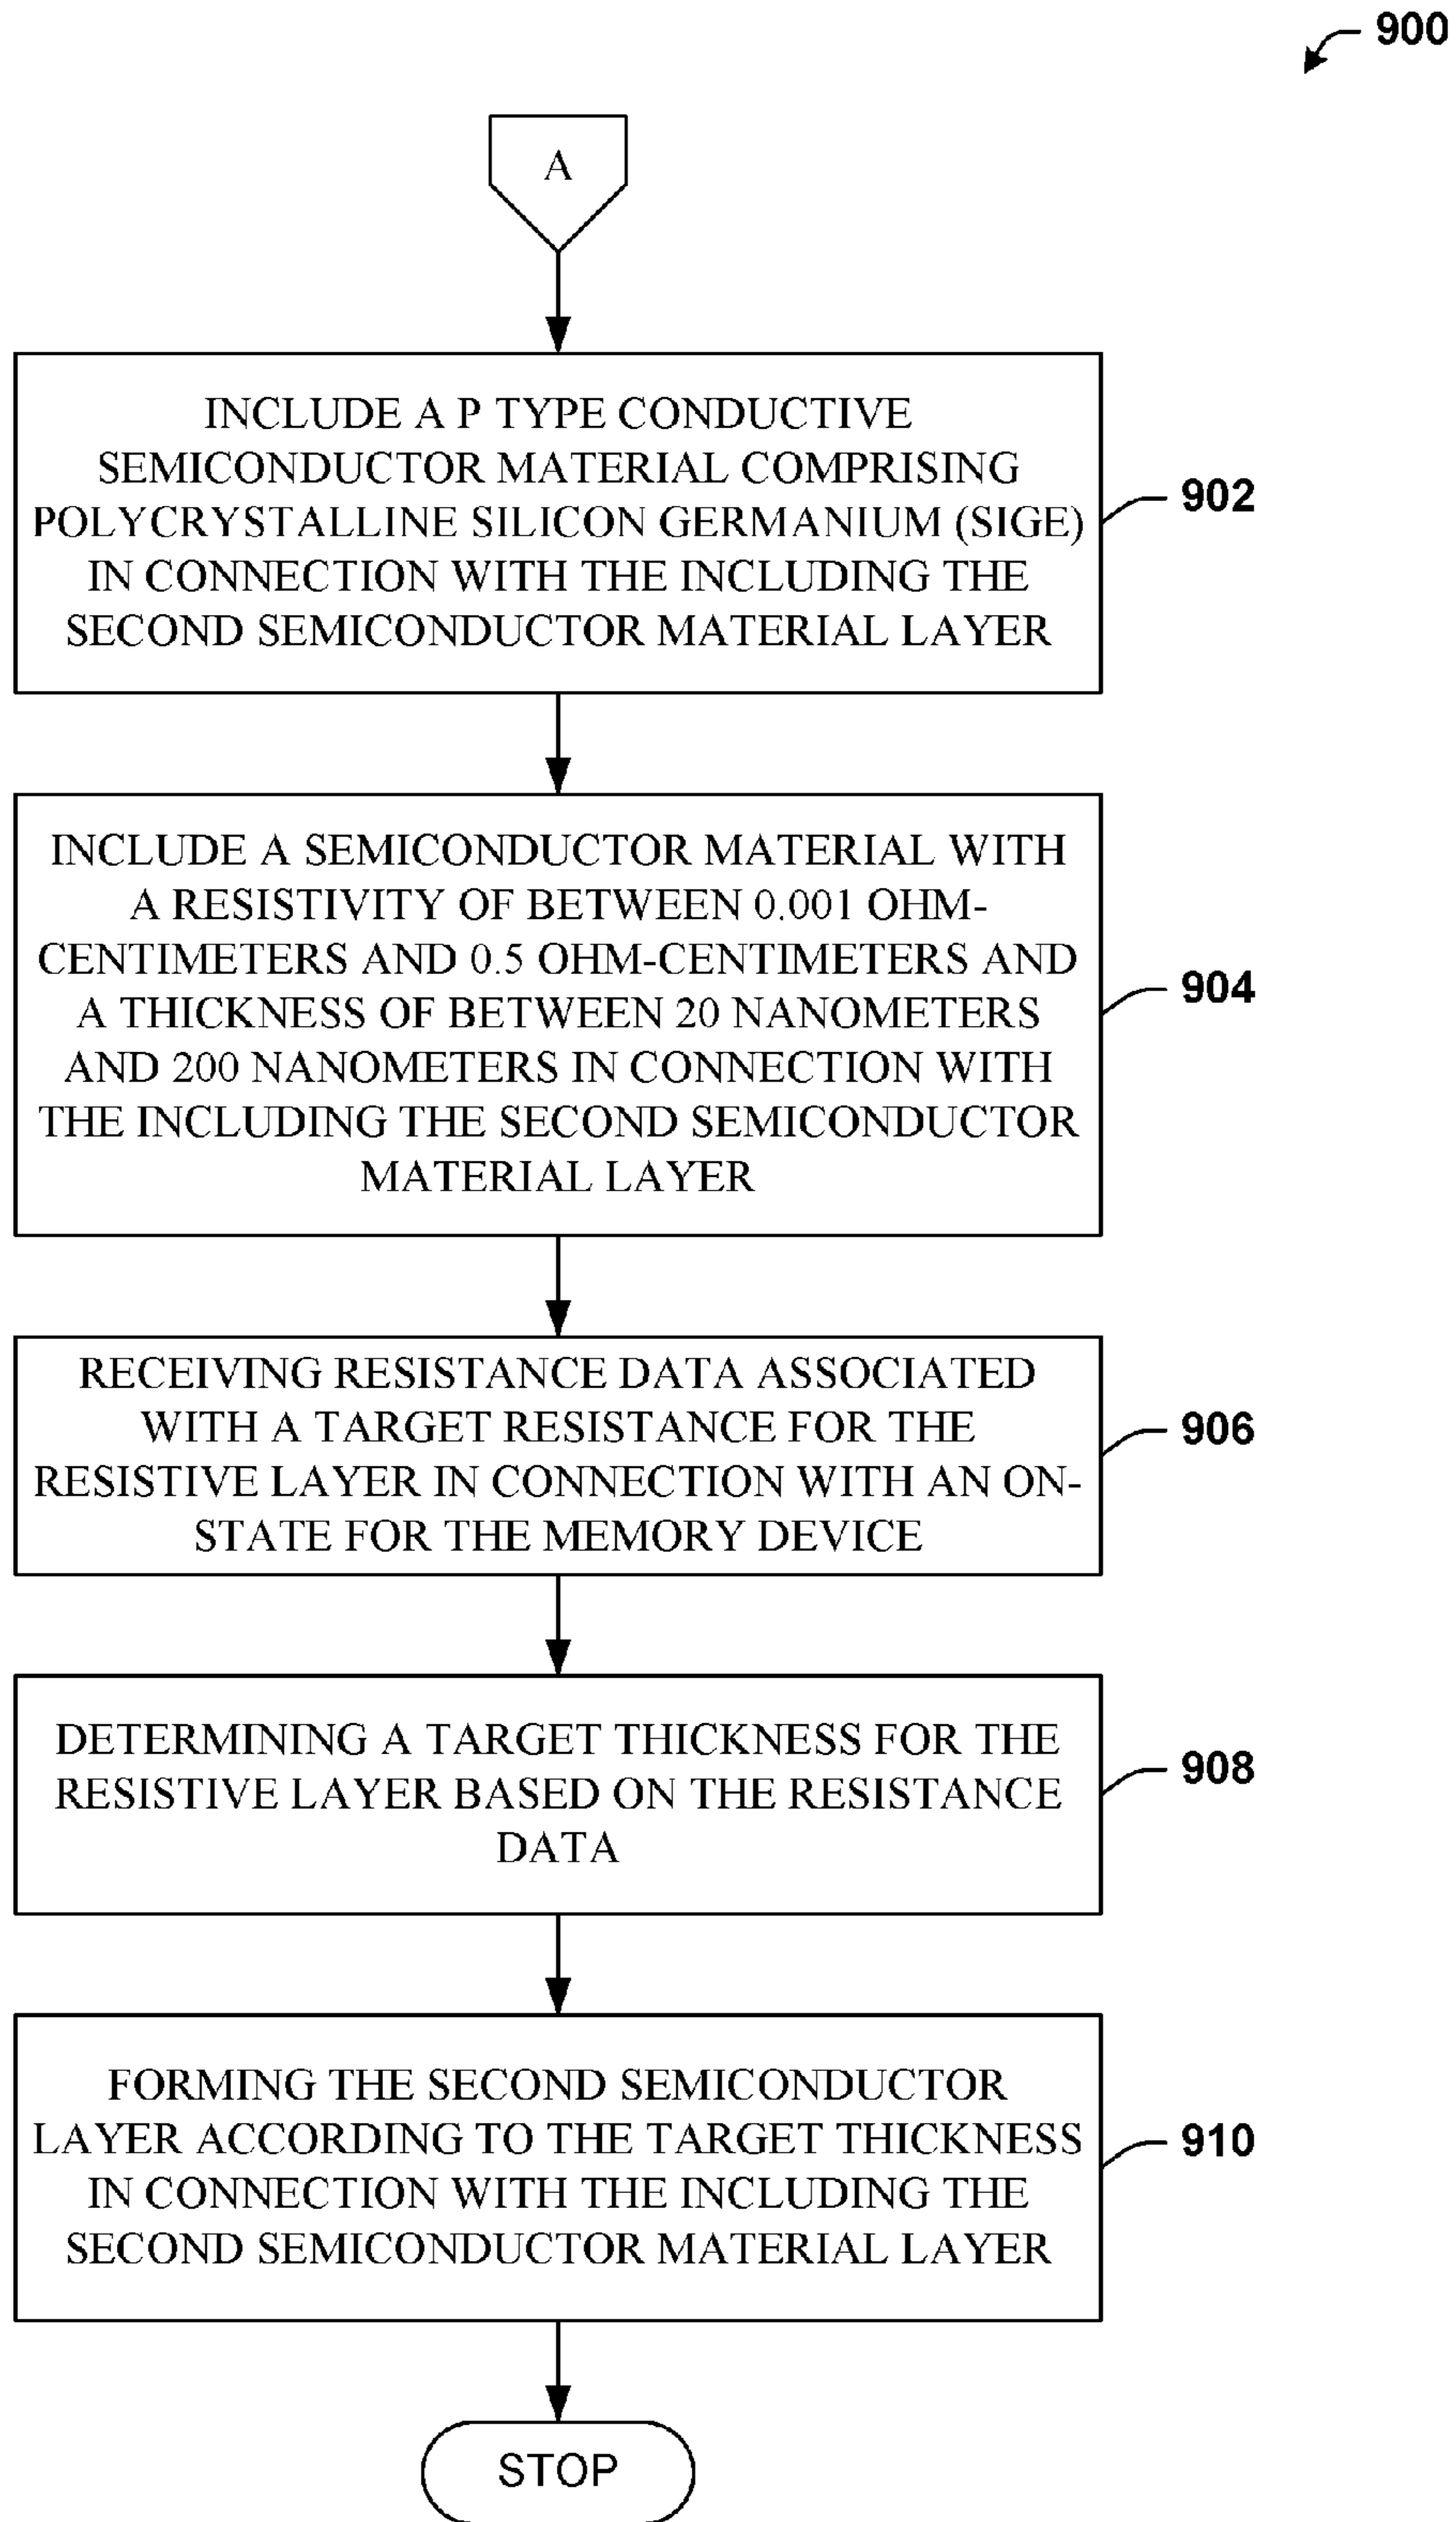 900
A
INCLUDE A P TYPE CONDUCTIVE
SEMICONDUCTOR MATERIAL COMPRISING
POLYCRYSTALLINE SILICON GERMANIUM (SIGE)
IN CONNECTION WITH THE INCLUDING THE
SECOND SEMICONDUCTOR MATERIAL LAYER
902
INCLUDE A SEMICONDUCTOR MATERIAL WITH
A RESISTIVITY OF BETWEEN 0.001 OHM-
CENTIMETERS AND 0.5 OHM-CENTIMETERS AND
A THICKNESS OF BETWEEN 20 NANOMETERS
AND 200 NANOMETERS IN CONNECTION WITH
THE INCLUDING THE SECOND SEMICONDUCTOR
MATERIAL LAYER
904
RECEIVING RESISTANCE DATA ASSOCIATED
WITH A TARGET RESISTANCE FOR THE
RESISTIVE LAYER IN CONNECTION WITH AN ON-
STATE FOR THE MEMORY DEVICE
906
DETERMINING A TARGET THICKNESS FOR THE
RESISTIVE LAYER BASED ON THE RESISTANCE
DATA
908
FORMING THE SECOND SEMICONDUCTOR
LAYER ACCORDING TO THE TARGET THICKNESS
IN CONNECTION WITH THE INCLUDING THE
SECOND SEMICONDUCTOR MATERIAL LAYER
910
STOP